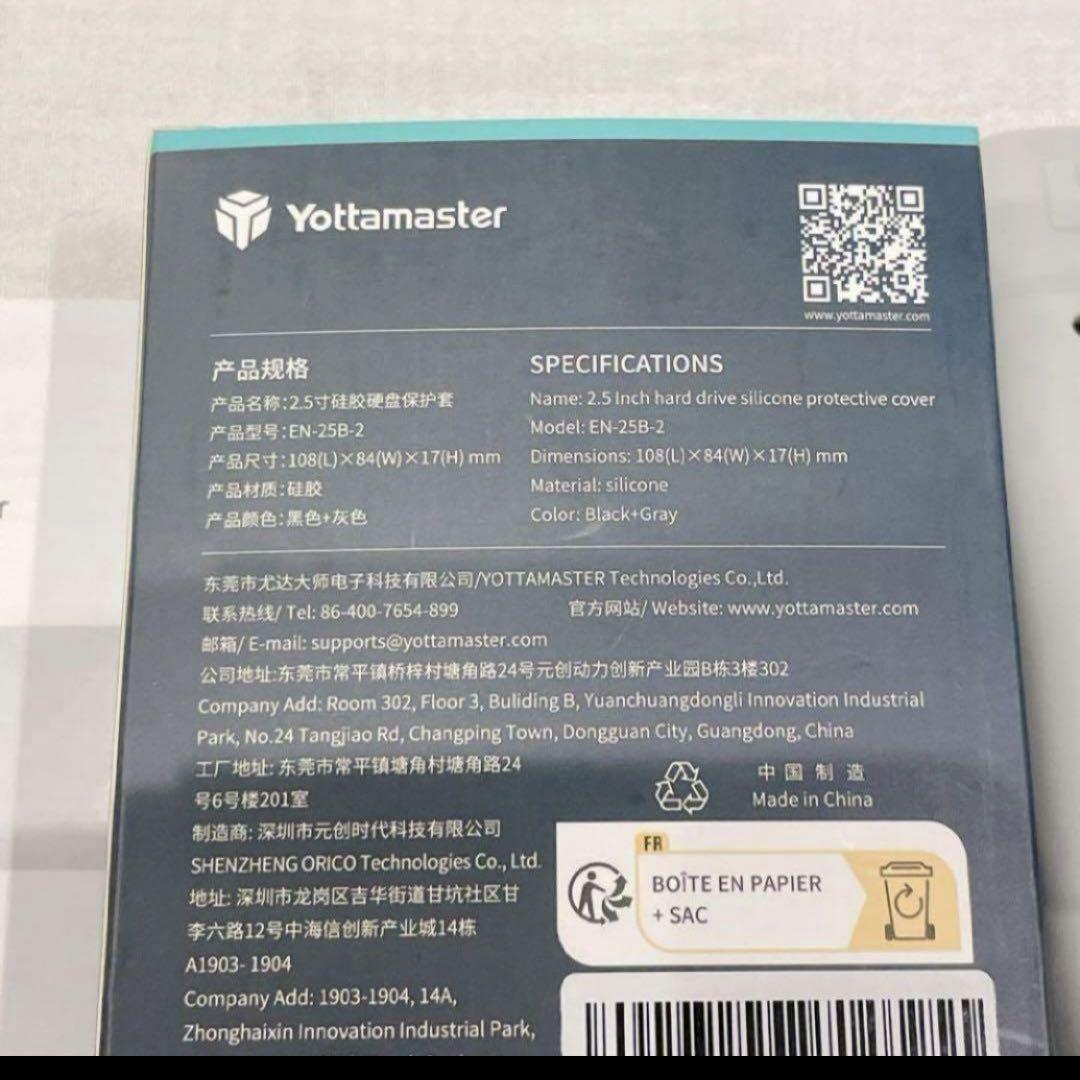 Yottamaster
www.yottamaster.com
产品规格
产品名称:2.5寸硅胶硬盘保护套
产品型号:EN-25B-2
产品尺寸:108(L)×84(W)×17(H) mm
产品材质:硅胶
产品颜色:黑色+灰色
SPECIFICATIONS
Name: 2.5 Inch hard drive silicone protective cover
Model: EN-25B-2
Dimensions: 108(L)×84(W)×17(H) mm
Material: silicone
Color: Black+Gray
东莞市尤达大师电子科技有限公司/YOTTAMASTER Technologies Co.,Ltd.
联系热线/ Tel: 86-400-7654-899 官方网站/ Website: www.yottamaster.com
邮箱/ E-mail: supports@yottamaster.com
公司地址:东莞市常平镇桥梓村塘角路24号元创动力创新产业园B栋3楼302
Company Add: Room 302, Floor 3, Buliding B, Yuanchuangdongli Innovation Industrial
Park, No.24 Tangjiao Rd, Changping Town, Dongguan City, Guangdong, China
工厂地址: 东莞市常平镇塘角村塘角路24
号6号楼201室
制造商: 深圳市元创时代科技有限公司
SHENZHENG ORICO Technologies Co., Ltd.
地址: 深圳市龙岗区吉华街道甘坑社区甘
李六路12号中海信创新产业城14栋
A1903- 1904
Company Add: 1903-1904, 14A,
Zhonghaixin Innovation Industrial Park,
中国制造
Made in China
FR
BOÎTE EN PAPIER
+ SAC